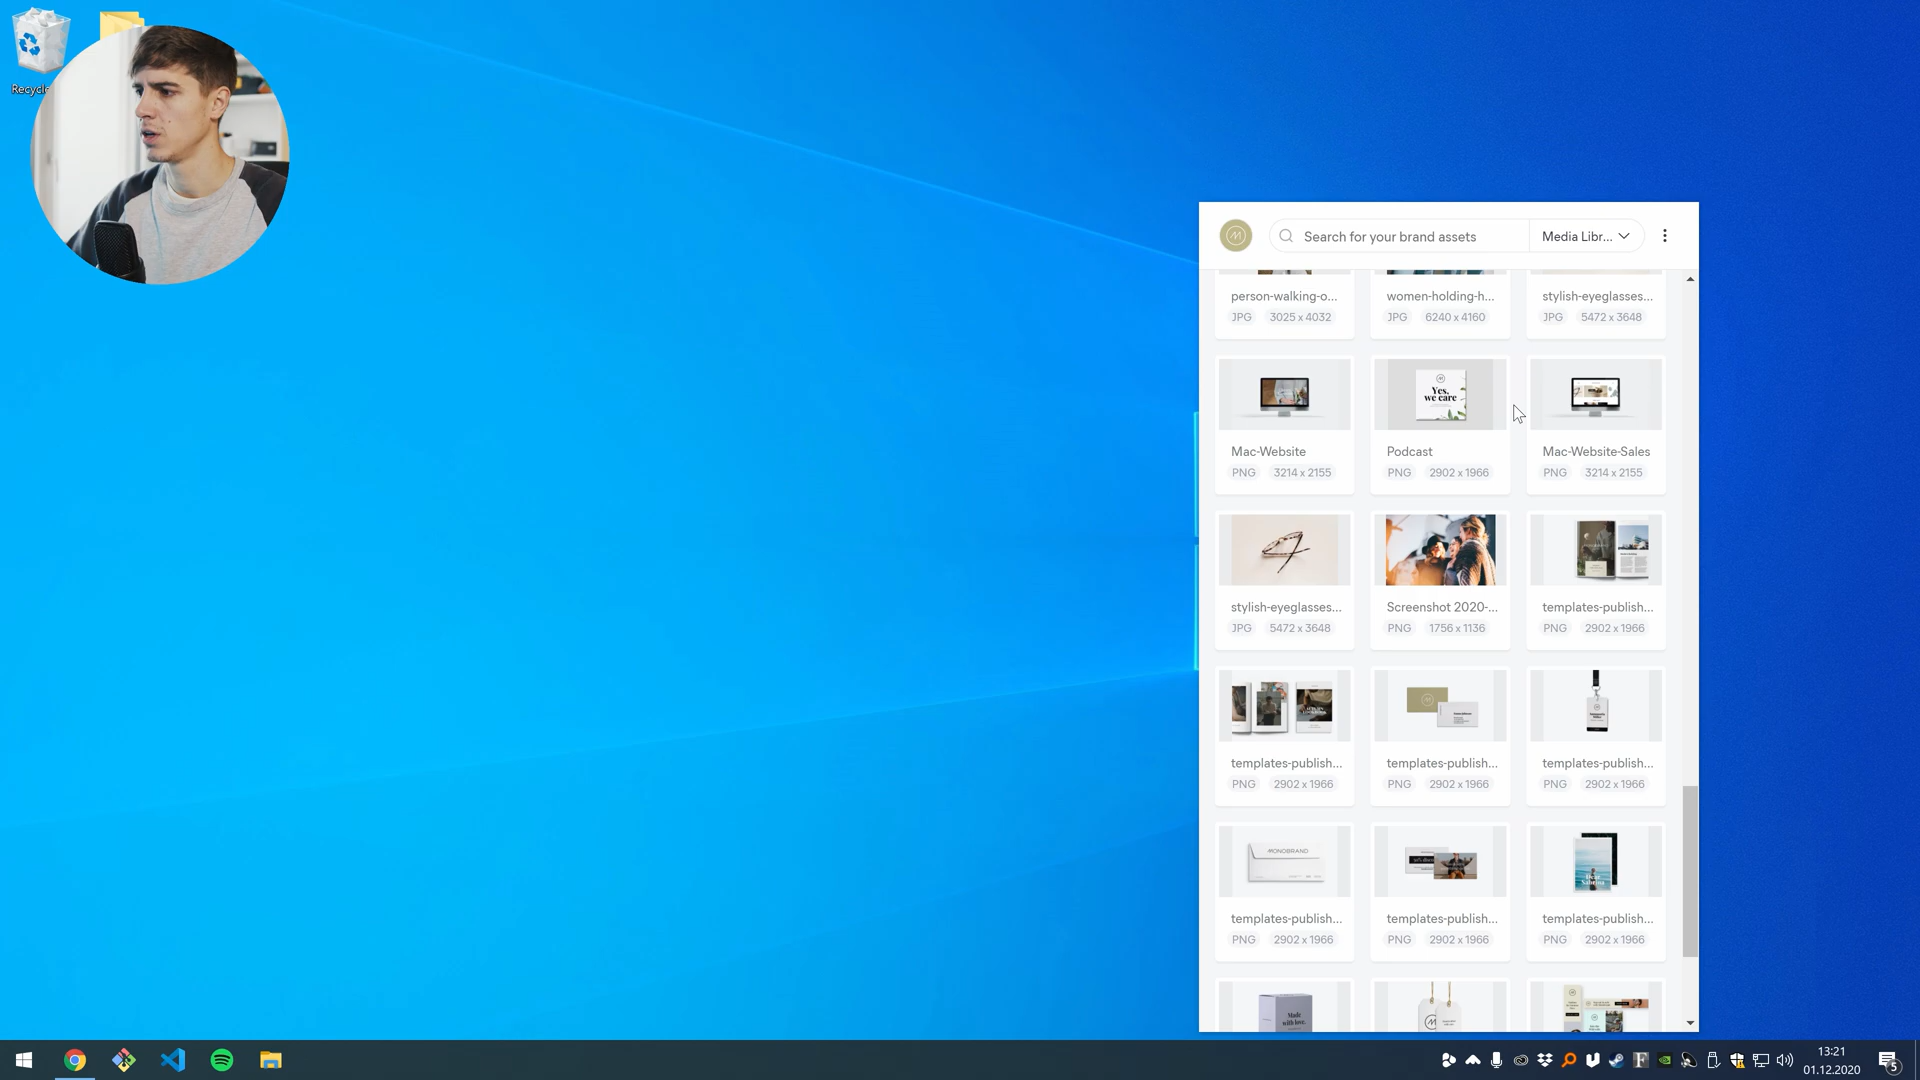 Recycle
Search for your brand assets
Media Libr...
person-walking-o...
JPG 3025 x 4032
women-holding-h...
JPG 6240 x 4160
stylish-eyeglasses...
JPG 5472 x 3648
Yes,
we care
Mac-Website
PNG 3214 x 2155
Podcast
PNG 2902 x 1966
Mac-Website-Sales
PNG 3214 x 2155
stylish-eyeglasses...
JPG 5472 x 3648
Screenshot 2020-...
PNG 1756 x 1136
templates-publish...
PNG 2902 x 1966
templates-publish...
PNG 2902 x 1966
templates-publish...
PNG 2902 x 1966
templates-publish...
PNG 2902 x 1966
MONOBRAND
Dear
Sabrina
templates-publish...
PNG 2902 x 1966
templates-publish...
PNG 2902 x 1966
templates-publish...
PNG 2902 x 1966
Made
with love.
13:21
01.12.2020
5